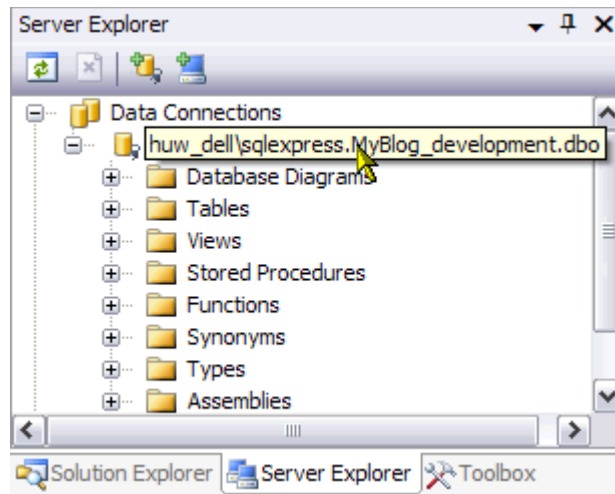 Server Explorer
Data Connections
huw_dell\sqlexpress.MyBlog_development.dbo
Database Diagrams
Tables
Views
Stored Procedures
Functions
Synonyms
Types
Assemblies
Solution Explorer Server Explorer Toolbox